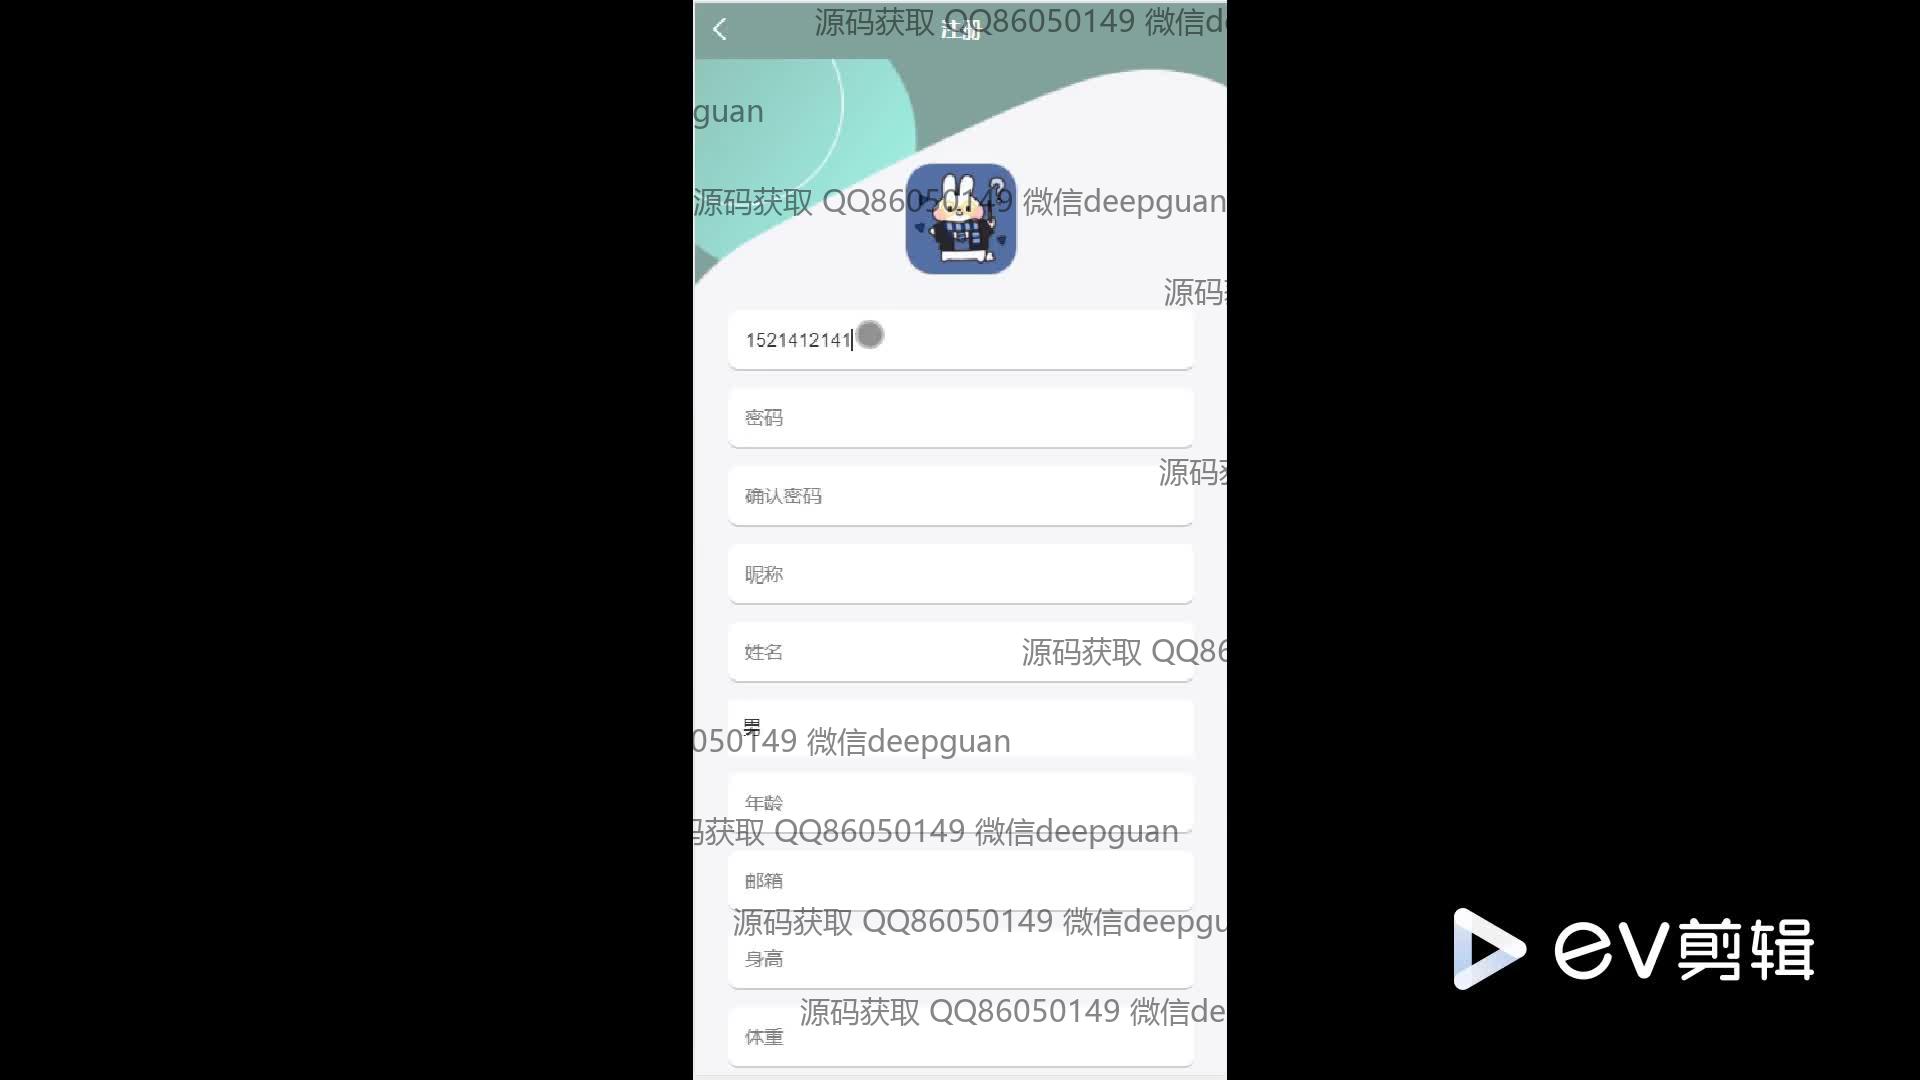 源码获取 QQ86050149 微信d
注册
guan
源码获取 QQ86050149 微信deepguan
源码
1521412141
密码
源码
确认密码
昵称
姓名
源码获取 QQ86
男
050149 微信deepguan
年龄
码获取 QQ86050149 微信deepguan
邮箱
源码获取 QQ86050149 微信deepgu
身高
源码获取 QQ86050149 微信de
体重
ev剪辑